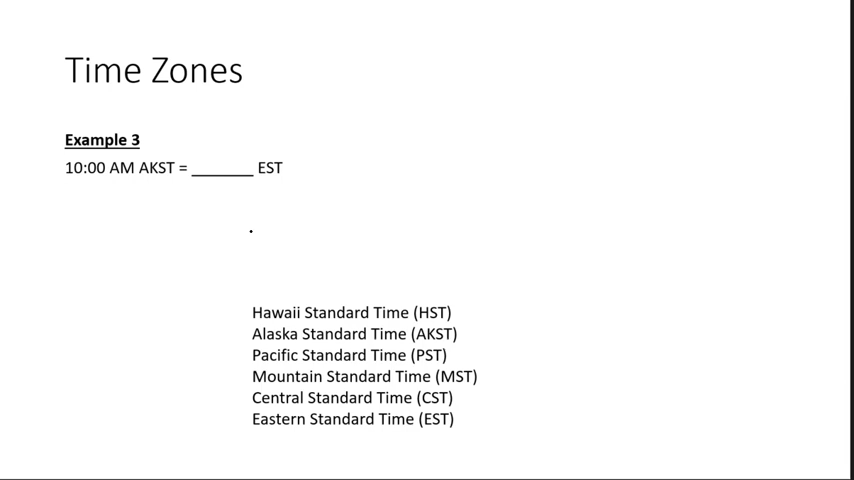 Time Zones
Example 3
10:00 AM AKST = _______ EST
Hawaii Standard Time (HST)
Alaska Standard Time (AKST)
Pacific Standard Time (PST)
Mountain Standard Time (MST)
Central Standard Time (CST)
Eastern Standard Time (EST)